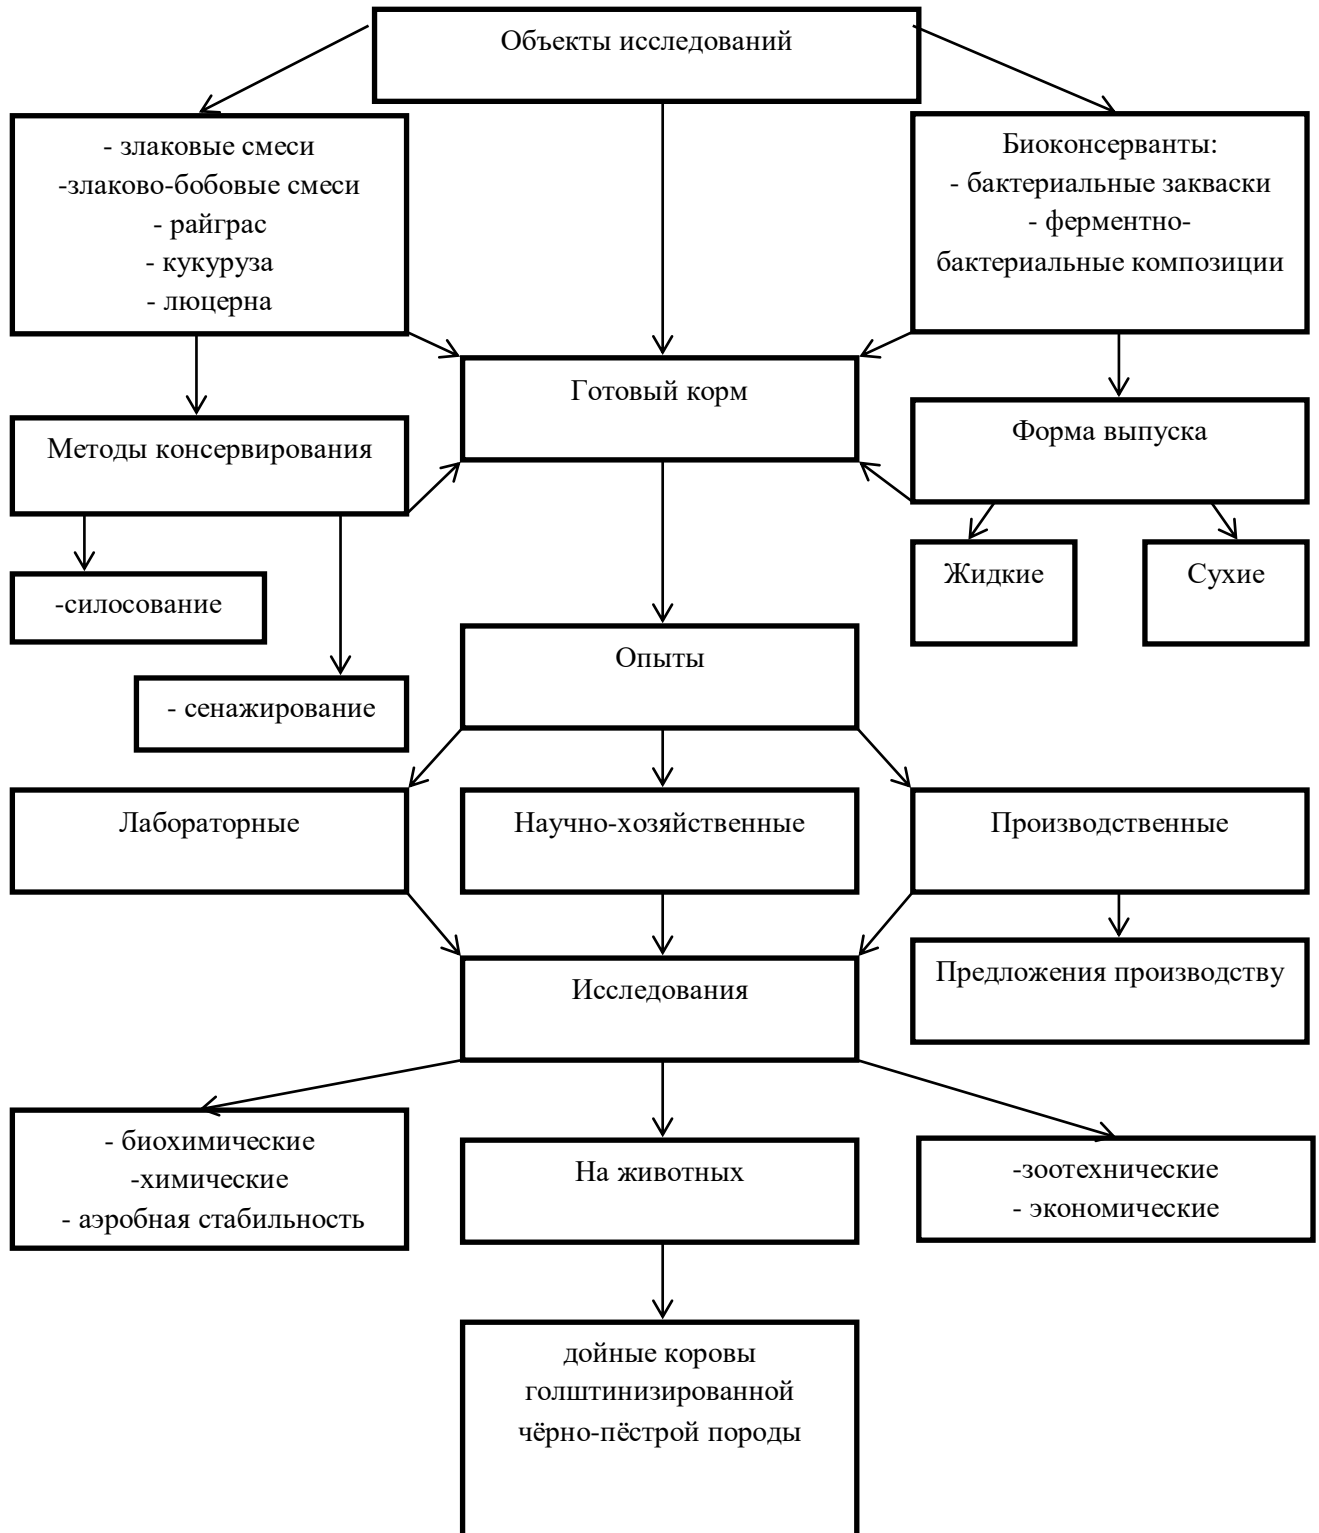 Объекты исследований
- злаковые смеси
-злаково-бобовые смеси
- райграс
- кукуруза
- люцерна
Биоконсерванты:
- бактериальные закваски
- ферментно-
бактериальные композиции
Готовый корм
Методы консервирования
Форма выпуска
-силосование
- сенажирование
Жидкие
Сухие
Опыты
Лабораторные
Научно-хозяйственные
Производственные
Предложения производству
Исследования
- биохимические
-химические
- аэробная стабильность
На животных
-зоотехнические
- экономические
дойные коровы
голштинизированной
чёрно-пёстрой породы